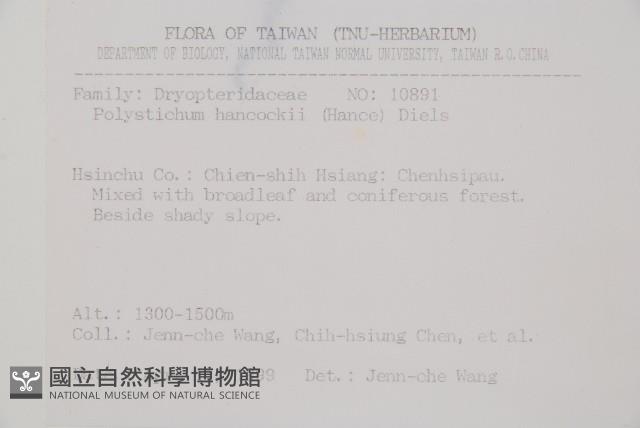 FLORA OF TAIWAN (TNU-HERBARIUM)
DEPARTMENT OF BIOLOGY, NATIONAL TAIWAN NORMAL UNIVERSITY, TAIWAN R.O.CHINA
Family: Dryopteridaceae NO: 10891
Polystichum hancockii (Hance) Diels
Hsinchu Co.: Chien-shih Hsiang: Chenhsipau.
Mixed with broadleaf and coniferous forest.
Beside shady slope.
Alt.: 1300-1500m
Coll.: Jenn-che Wang, Chih-hsiung Chen, et al.
Det.: Jenn-che Wang
國立自然科學博物館
NATIONAL MUSEUM OF NATURAL SCIENCE